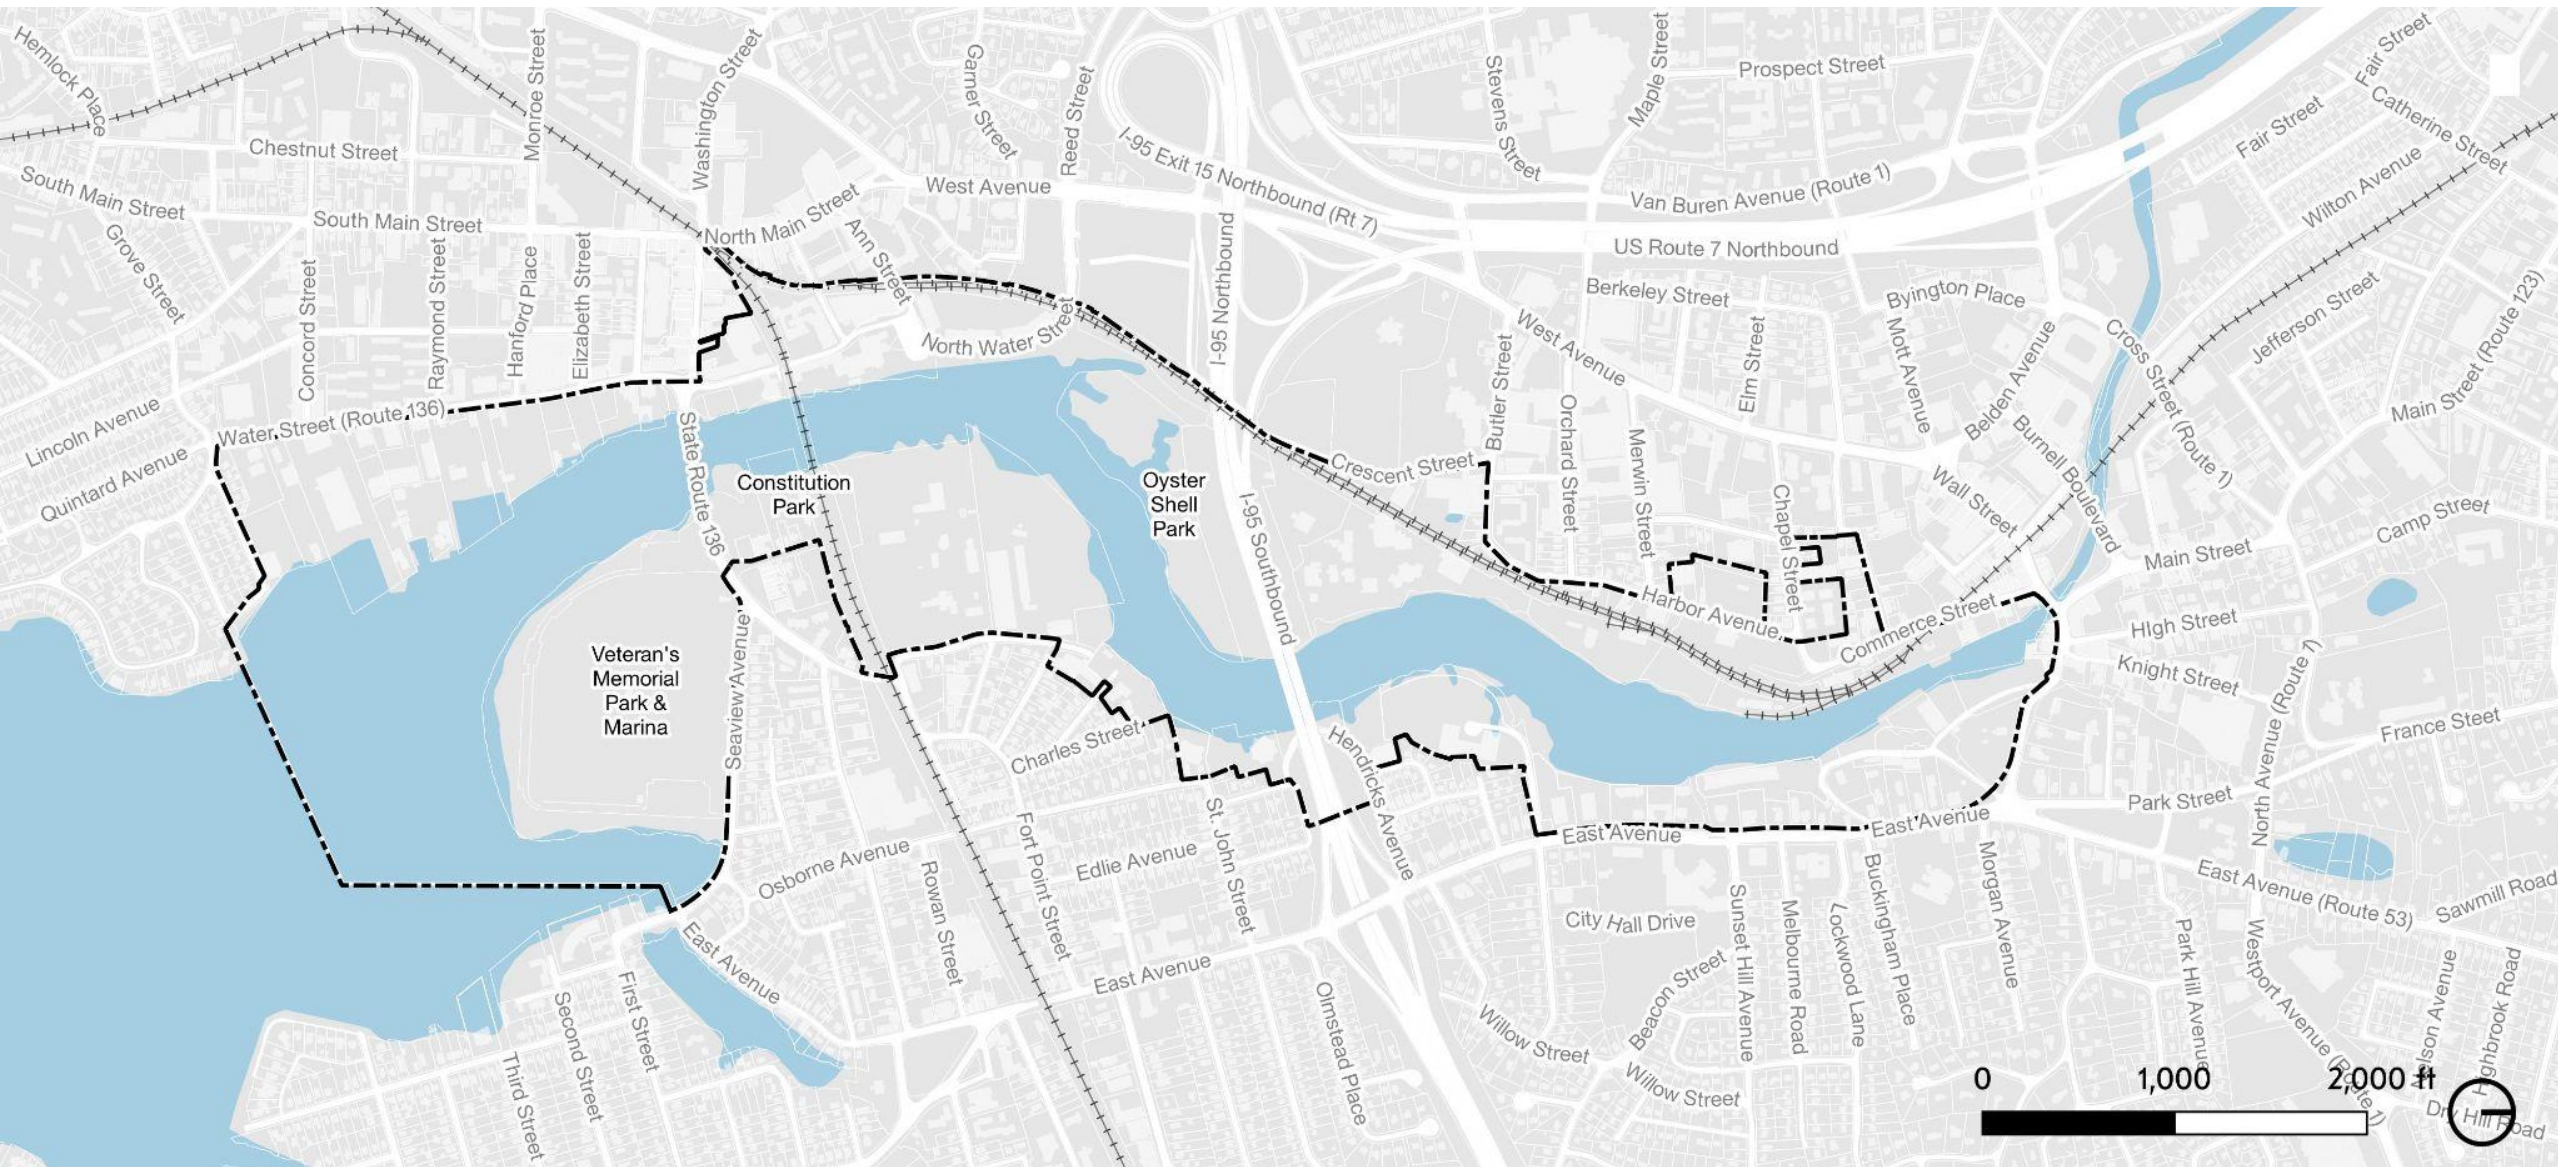 Hemlock Place
Monroe Street
Washington Street
Garner Street
Reed Street
Stevens Street
Maple Street
Prospect Street
Fair Street
Catherine Street
Fair Street
Chestnut Street
I-95 Exit 15 Northbound (Rt 7)
Wilton Avenue
South Main Street
West Avenue
Van Buren Avenue (Route 1)
South Main Street
North Main Street
Ann Street
US Route 7 Northbound
Grove Street
Raymond Street
Hanford Place
Elizabeth Street
Concord Street
I-95 Northbound
Berkeley Street
Byington Place
Jefferson Street
Main Street (Route 123)
North Water Street
West Avenue
Butler Street
Elm Street
Mott Avenue
Belden Avenue
Cross Street (Route 1)
Lincoln Avenue
Water Street (Route 136)
Quintard Avenue
State Route 136
Constitution
Park
Oyster
Shell
Park
Crescent Street
Orchard Street
Merwin Street
Chapel Street
Wall Street
Burnell Boulevard
Camp Street
Main Street
I-95 Southbound
Harbor Avenue
Commerce Street
HIgh Street
Knight Street
Veteran's
Memorial
Park &
Marina
Seaview Avenue
Charles Street
Hendricks Avenue
North Avenue (Route 1)
France Steet
Park Street
East Avenue
East Avenue
Osborne Avenue
Fort Point Street
Edlie Avenue
St. John Street
Rowan Street
East Avenue
East Avenue
City Hall Drive
Sunset Hill Avenue
Melbourne Road
Lockwood Lane
Buckingham Place
Morgan Avenue
East Avenue (Route 53)
Sawmill Road
Beacon Street
Park Hill Avenue
Westport Avenue (Route 1)
Nelson Avenue
Highbrook Road
First Street
Second Street
Third Street
Olmstead Place
Willow Street
Willow Street
Dry Hill Road
0 1,000 2,000 ft